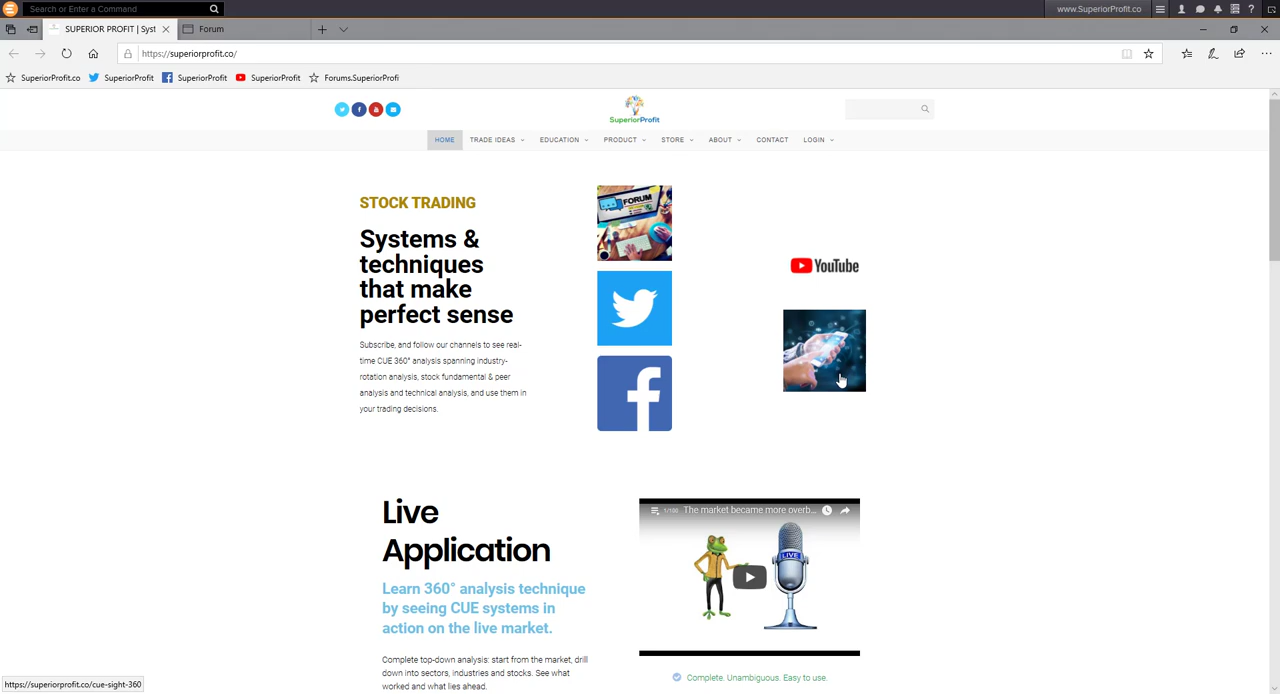 Search or Enter a Command
www.SuperiorProfit.co
SUPERIOR PROFIT | Syst
Forum
https://superiorprofit.co/
SuperiorProfit.co
SuperiorProfit
SuperiorProfit
SuperiorProfit
Forums.SuperiorProfi
SuperiorProfit
HOME
TRADE IDEAS
EDUCATION
PRODUCT
STORE
ABOUT
CONTACT
LOGIN
STOCK TRADING
Systems &
techniques
that make
perfect sense
Subscribe, and follow our channels to see real-
time CUE 360° analysis spanning industry-
rotation analysis, stock fundamental & peer
analysis and technical analysis, and use them in
your trading decisions.
FORUM
YouTube
Live
Application
Learn 360° analysis technique
by seeing CUE systems in
action on the live market.
Complete top-down analysis: start from the market, drill
down into sectors, industries and stocks. See what
worked and what lies ahead.
1/100 The market became more overb...
LIVE
Complete. Unambiguous. Easy to use.
https://superiorprofit.co/cue-sight-360